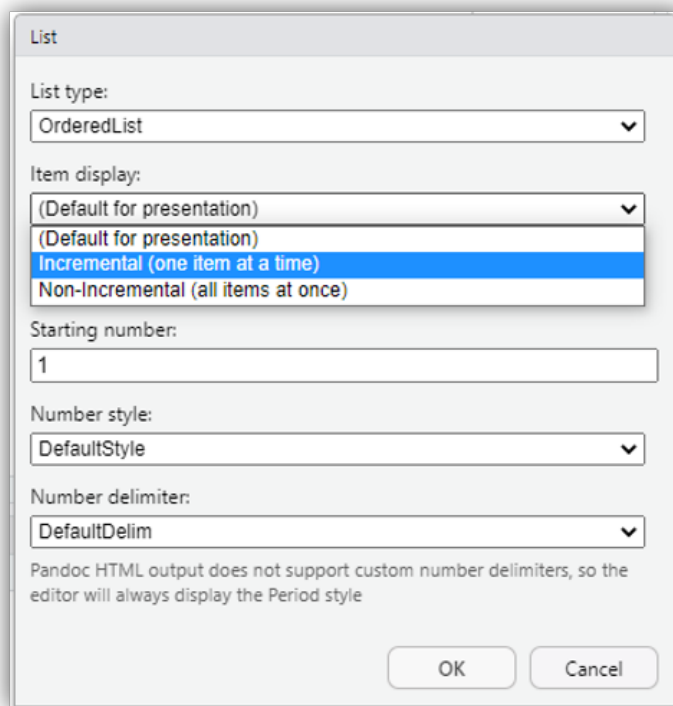 List
List type:
OrderedList
Item display:
(Default for presentation)
(Default for presentation)
Incremental (one item at a time)
Non-Incremental (all items at once)
Starting number:
1
Number style:
DefaultStyle
Number delimiter:
DefaultDelim
Pandoc HTML output does not support custom number delimiters, so the
editor will always display the Period style
OK Cancel